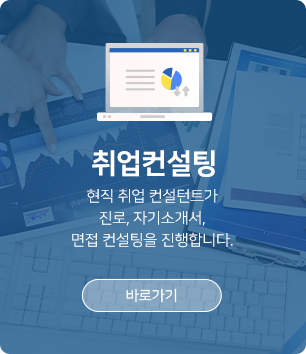 취업컨설팅
현직 취업 컨설턴트가
진로, 자기소개서,
면접 컨설팅을 진행합니다.
바로가기